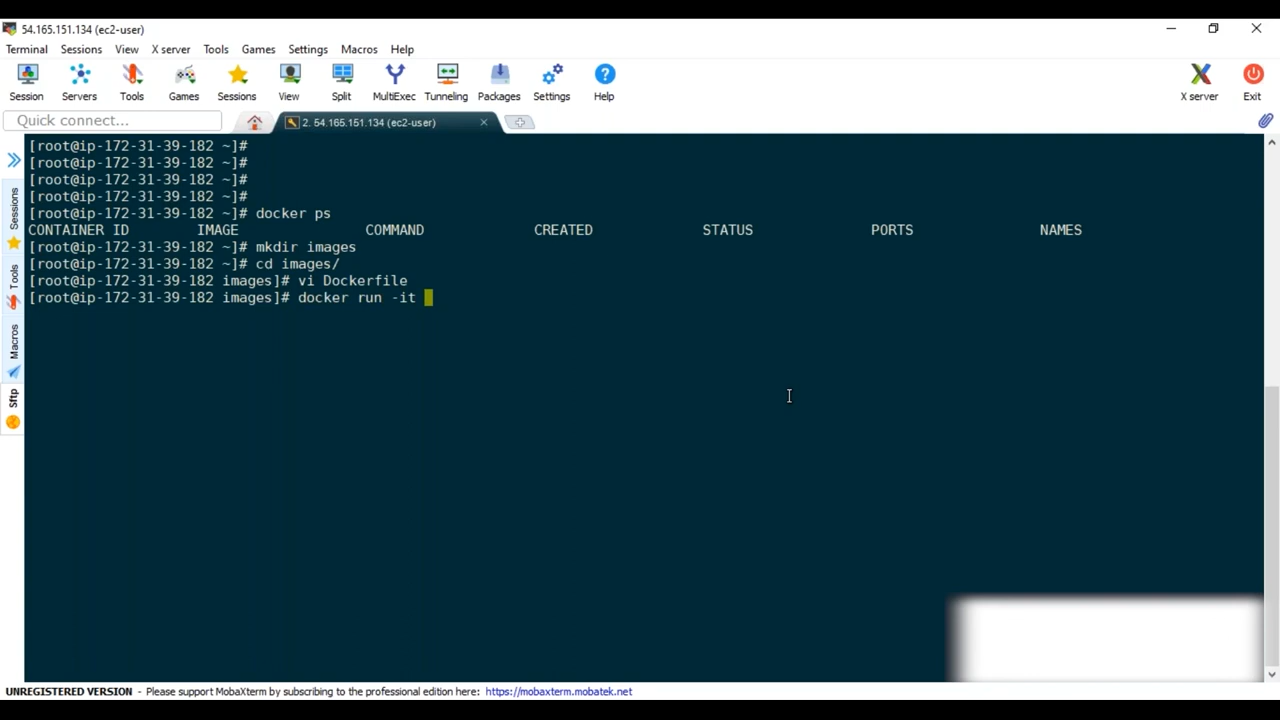 54.165.151.134 (ec2-user)
Terminal Sessions View X server Tools Games Settings Macros Help
Session Servers Tools Games Sessions View Split MultiExec Tunneling Packages Settings Help X server Exit
Quick connect...
2. 54.165.151.134 (ec2-user)
Sessions
Tools
Macros
Sftp
[root@ip-172-31-39-182 ~]#
[root@ip-172-31-39-182 ~]#
[root@ip-172-31-39-182 ~]#
[root@ip-172-31-39-182 ~]#
[root@ip-172-31-39-182 ~]# docker ps
CONTAINER ID IMAGE COMMAND CREATED STATUS PORTS NAMES
[root@ip-172-31-39-182 ~]# mkdir images
[root@ip-172-31-39-182 ~]# cd images/
[root@ip-172-31-39-182 images]# vi Dockerfile
[root@ip-172-31-39-182 images]# docker run -it
UNREGISTERED VERSION - Please support MobaXterm by subscribing to the professional edition here: https://mobaxterm.mobatek.net